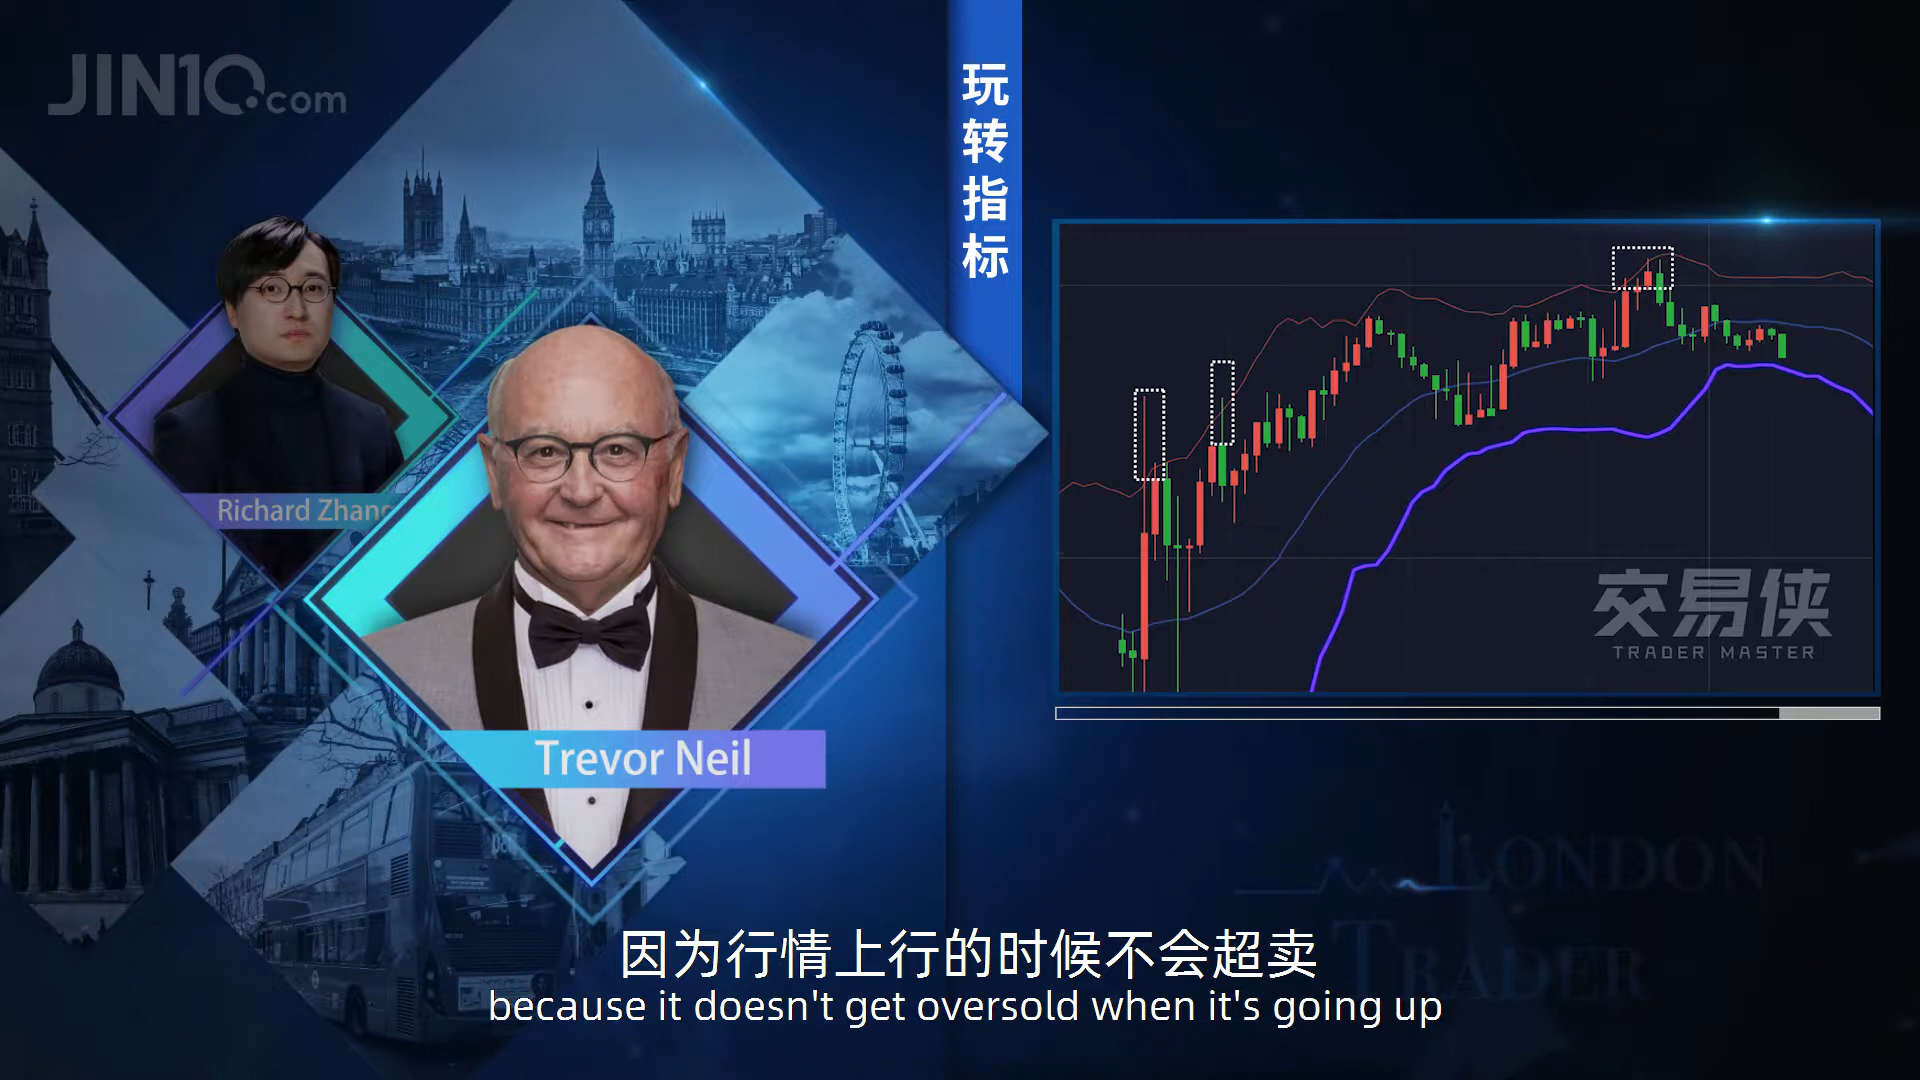 JIN10.com
玩转指标
Richard Zhang
Trevor Neil
交易侠
TRADER MASTER
LONDON
TRADER
因为行情上行的时候不会超卖
because it doesn't get oversold when it's going up